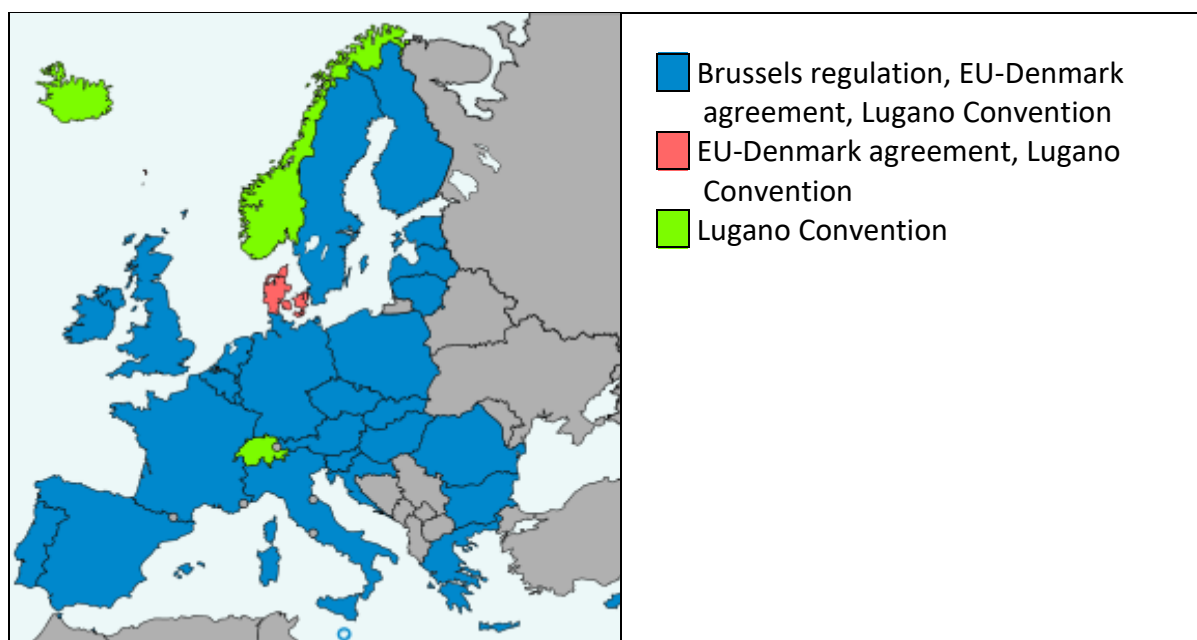 Brussels regulation, EU-Denmark
agreement, Lugano Convention
EU-Denmark agreement, Lugano
Convention
Lugano Convention